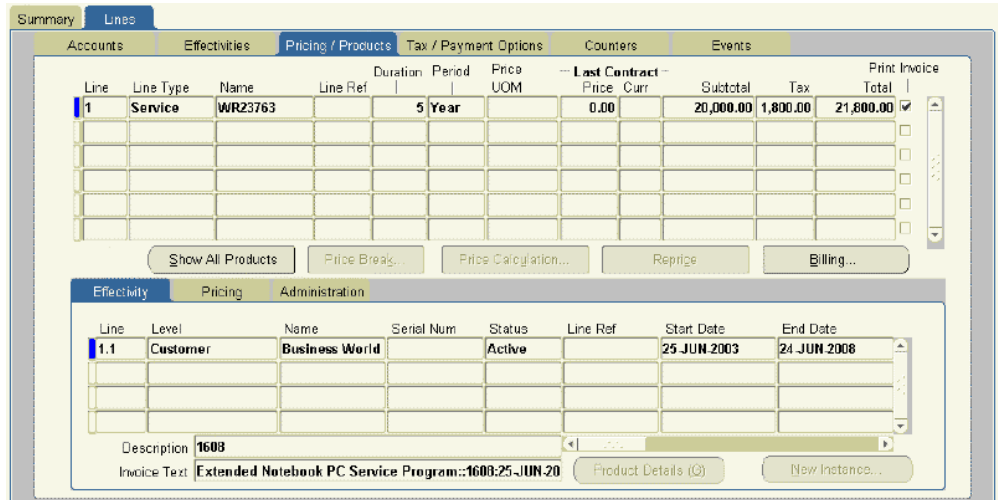 Summary Lines
Accounts Effectivities Pricing / Products Tax / Payment Options Counters Events
Duration Period Price Last Contract Print Invoice
Line Line Type Name Line Ref UOM Price Curr Subtotal Tax Total
1 Service WR23763 5 Year 0.00 20,000.00 1,800.00 21,800.00
Show All Products Price Break... Price Calculation... Reprice Billing...
Effectivity Pricing Administration
Line Level Name Serial Num Status Line Ref Start Date End Date
1.1 Customer Business World Active 25-JUN-2003 24-JUN-2008
Description 1608
Invoice Text Extended Notebook PC Service Program::1608:25-JUN-20 Product Details (G) New Instance...